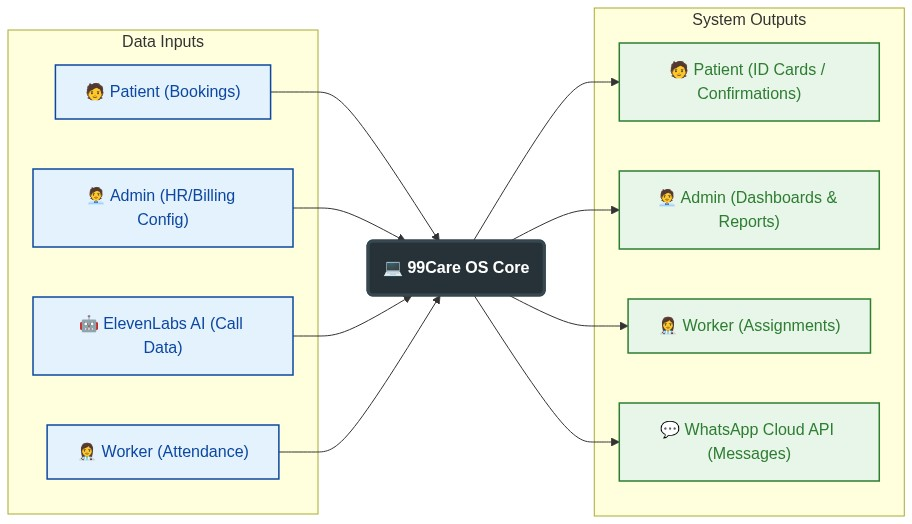 Data Inputs
🧑 Patient (Bookings)
🧑‍💼 Admin (HR/Billing
Config)
🤖 ElevenLabs AI (Call
Data)
👩‍⚕️ Worker (Attendance)
💻 99Care OS Core
System Outputs
🧑 Patient (ID Cards /
Confirmations)
🧑‍💼 Admin (Dashboards &
Reports)
👩‍⚕️ Worker (Assignments)
💬 WhatsApp Cloud API
(Messages)